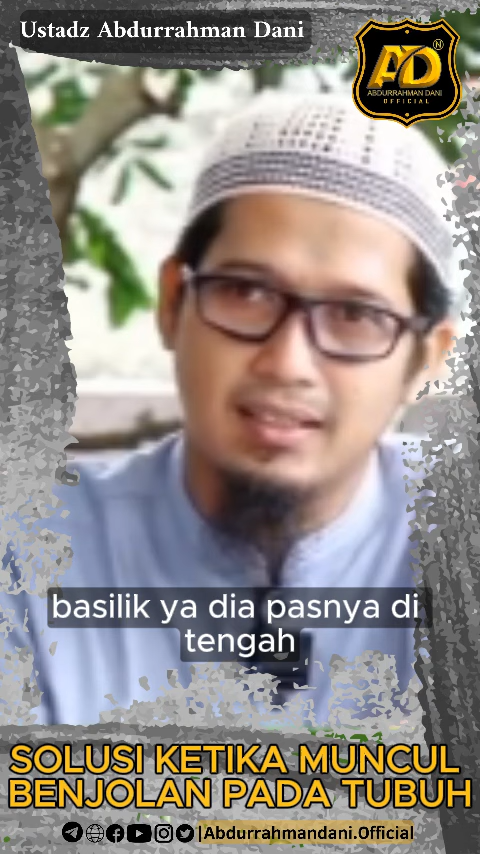 Ustadz Abdurrahman Dani
AD
N
ABDURRAHMAN DANI
OFFICIAL
basilik ya dia pasnya di
tengah
SOLUSI KETIKA MUNCUL
BENJOLAN PADA TUBUH
|Abdurrahmandani.Official